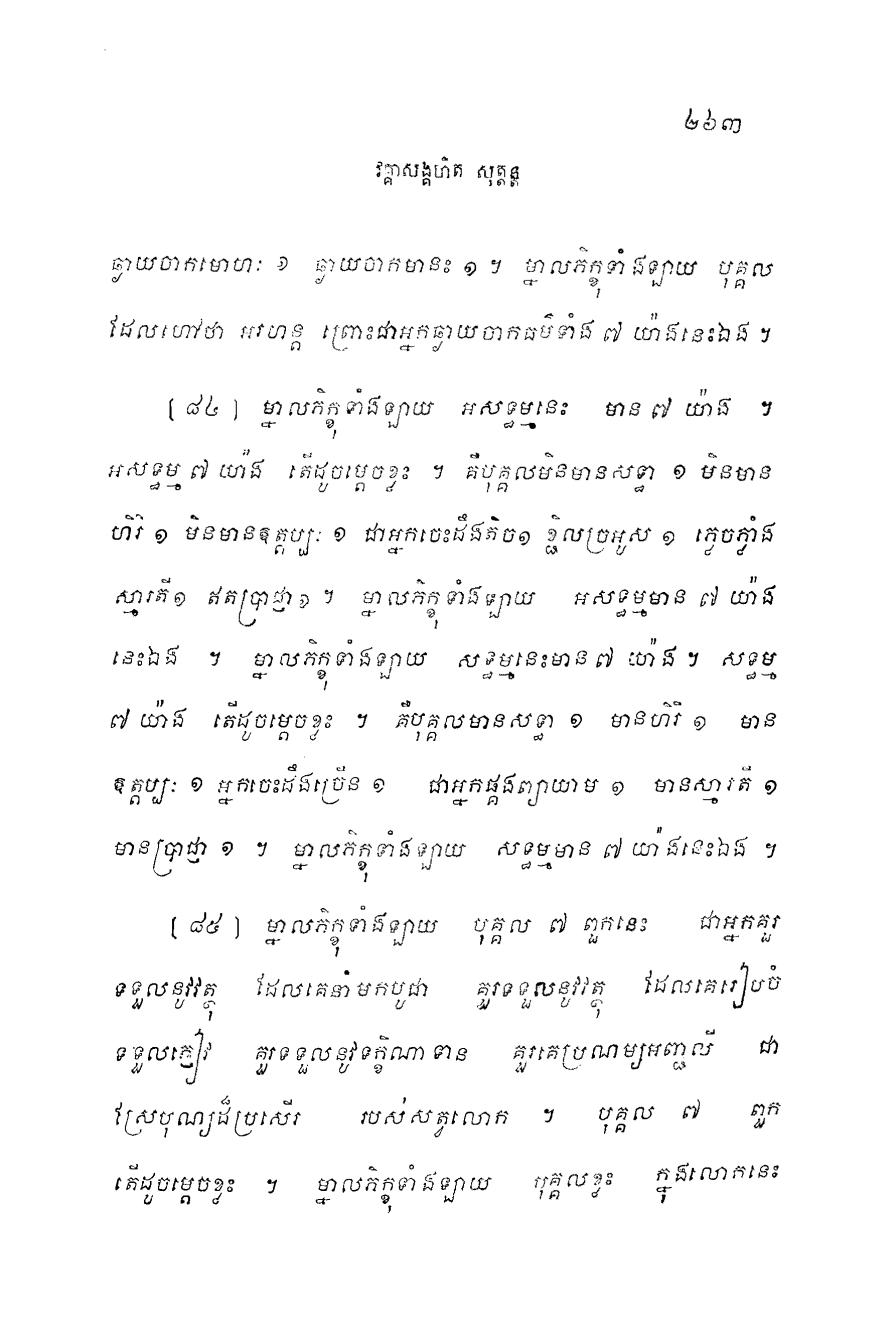 ២៦៣
វគ្គាសង្គហិត សុត្តន្ត
ឆ្ងាយចាកមោហៈ ១ ឆ្ងាយចាកមានះ ១ ។ ម្នាលភិក្ខុទាំងឡាយ បុគ្គល
ដែលហៅថា អរហន្ត ព្រោះជាអ្នកឆ្ងាយចាកធម៌ទាំង ៧ យ៉ាងនេះឯង ។
[ ៨៤ ] ម្នាលភិក្ខុទាំងឡាយ អសទ្ធម្មនេះ មាន ៧ យ៉ាង ។
អសទ្ធម្ម ៧ យ៉ាង តើដូចម្តេចខ្លះ ។ គឺបុគ្គលមិនមានសទ្ធា ១ មិនមាន
ហិរិ ១ មិនមានឱត្តប្បៈ ១ ជាអ្នកចេះដឹងតិច១ ខ្ជិលច្រអូស ១ ភ្លេចភ្លាំង
ស្មារតី១ ឥតប្រាជ្ញា១ ។ ម្នាលភិក្ខុទាំងឡាយ អសទ្ធម្មមាន ៧ យ៉ាង
នេះឯង ។ ម្នាលភិក្ខុទាំងឡាយ សទ្ធម្មនេះមាន ៧ យ៉ាង ។ សទ្ធម្ម
៧ យ៉ាង តើដូចម្តេចខ្លះ ។ គឺបុគ្គលមានសទ្ធា ១ មានហិរិ ១ មាន
ឱត្តប្បៈ ១ អ្នកចេះដឹងច្រើន ១ ជាអ្នកផ្គងព្យាយាម ១ មានស្មារតី ១
មានប្រាជ្ញា ១ ។ ម្នាលភិក្ខុទាំងឡាយ សទ្ធម្មមាន ៧ យ៉ាងនេះឯង ។
[ ៨៥ ] ម្នាលភិក្ខុទាំងឡាយ បុគ្គល ៧ ពួកនេះ ជាអ្នកគួរ
ទទួលនូវវត្ថុ ដែលគេនាំមកបូជា គួរទទួលនូវវត្ថុ ដែលគេរៀបចំ
ទទួលភ្ញៀវ គួរទទួលនូវទក្ខិណាទាន គួរគេប្រណម្យអញ្ជលី ជា
ស្រែបុណ្យដ៏ប្រសើរ របស់សត្វលោក ។ បុគ្គល ៧ ពួក
តើដូចម្តេចខ្លះ ។ ម្នាលភិក្ខុទាំងឡាយ បុគ្គលខ្លះ ក្នុងលោកនេះ